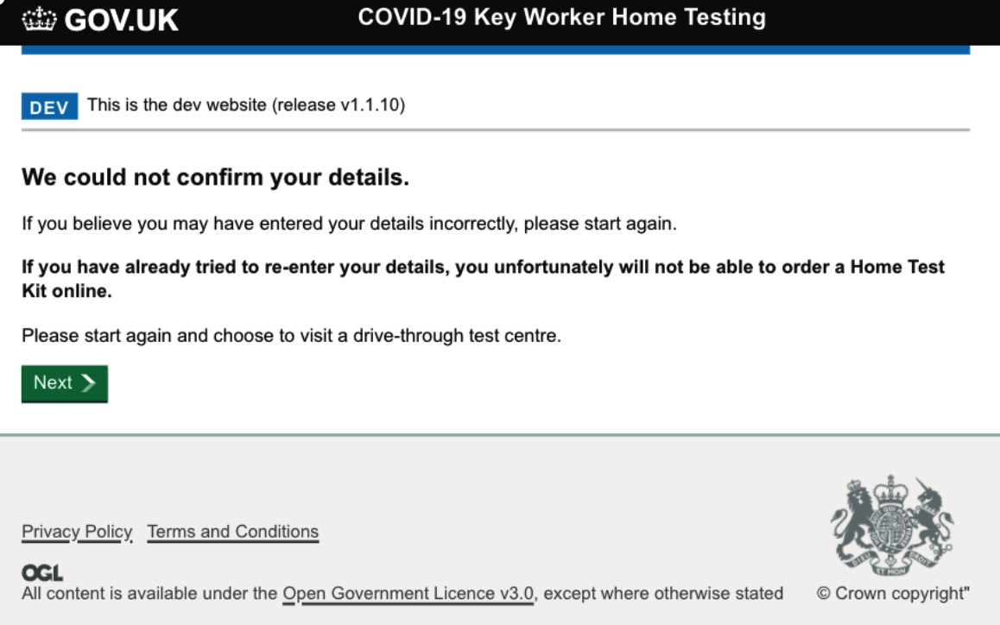 GOV.UK
COVID-19 Key Worker Home Testing
DEV This is the dev website (release v1.1.10)
We could not confirm your details.
If you believe you may have entered your details incorrectly, please start again.
If you have already tried to re-enter your details, you unfortunately will not be able to order a Home Test
Kit online.
Please start again and choose to visit a drive-through test centre.
Next
Privacy Policy Terms and Conditions
OGL
All content is available under the Open Government Licence v3.0, except where otherwise stated
DIEU ET MON DROIT
© Crown copyright"